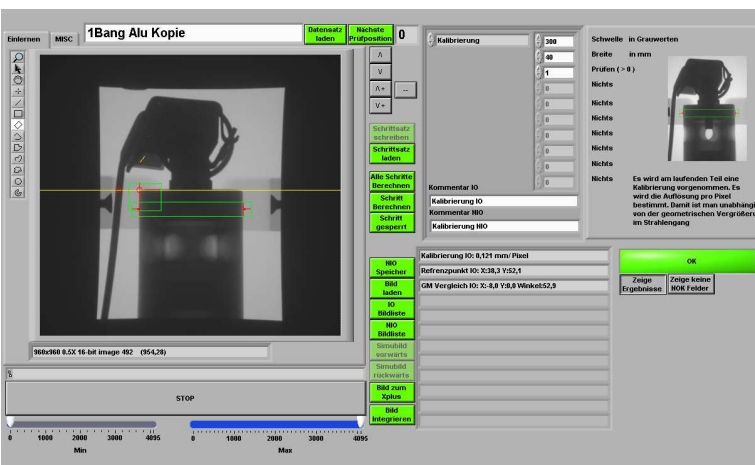 Einlernen
MISC
1Bang Alu Kopie
Datensatz
laden
Nächste
Prüfposition
0
Λ
V
Λ+
--
V+
Schrittsatz
schreiben
Schrittsatz
laden
Alle Schritte
Berechnen
Schritt
Berechnen
Schritt
gesperrt
Kalibrierung
300
40
1
0
0
0
0
0
0
0
Kommentar IO
Kalibrierung IO
Kommentar NIO
Kalibrierung NIO
Schwelle in Grauwerten
Breite in mm
Prüfen ( > 0 )
Nichts
Nichts
Nichts
Nichts
Nichts
Nichts
Nichts
Es wird am laufenden Teil eine
Kalibrierung vorgenommen. Es
wird die Auflosung pro Pixel
bestimmt. Damit ist man unabhängi
von der geometrischen Vergrößeru
im Strahlengang
960x960 0.5X 16-bit image 492 (954,28)
STOP
0 1000 2000 3000 4095
Min
0 1000 2000 3000 4095
Max
NIO
Speicher
Bild
laden
IO
Bildliste
NIO
Bildliste
Simubild
vorwärts
Simubild
rückwärts
Bild zum
Xplus
Bild
Integrieren
Kalibrierung IO: 0,121 mm/ Pixel
Refrenzpunkt IO: X:38,3 Y:52,1
GM Vergleich IO: X:-8,0 Y:0,0 Winkel:52,9
OK
Zeige
Ergebnisse
Zeige keine
NOK Felder